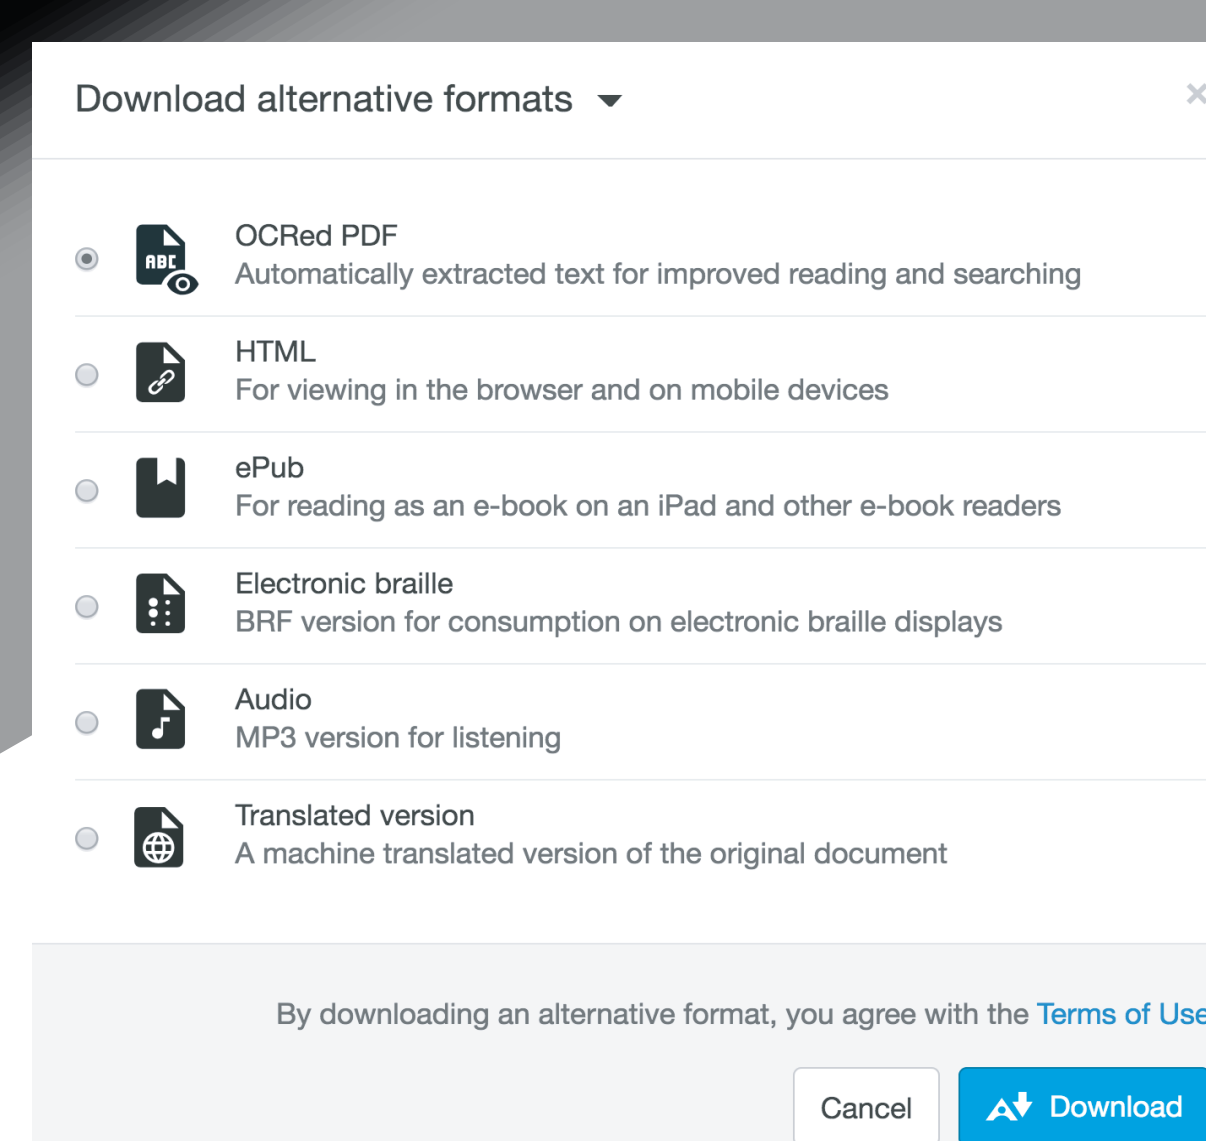 Download alternative formats
OCRed PDF
ABC
Automatically extracted text for improved reading and searching
HTML
For viewing in the browser and on mobile devices
ePub
For reading as an e-book on an iPad and other e-book readers
Electronic braille
BRF version for consumption on electronic braille displays
Audio
MP3 version for listening
Translated version
A machine translated version of the original document
By downloading an alternative format, you agree with the Terms of Use
Cancel
Download